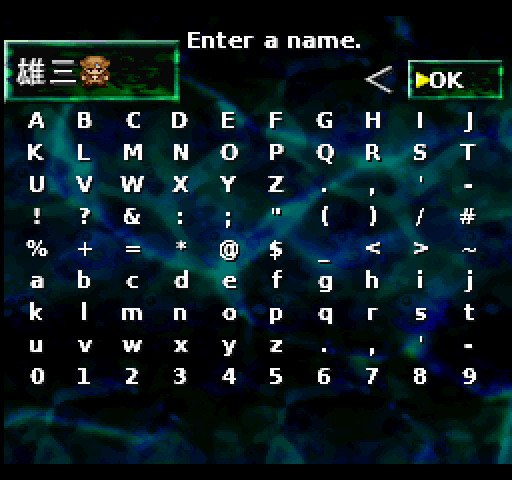 Enter a name.
雄三
< ▶OK
A B C D E F G H I J
K L M N O P Q R S T
U V W X Y Z . , ' -
! ? & : ; " ( ) / #
% + = * @ $ _ < > ~
a b c d e f g h i j
k l m n o p q r s t
u v w x y z . , ' -
0 1 2 3 4 5 6 7 8 9